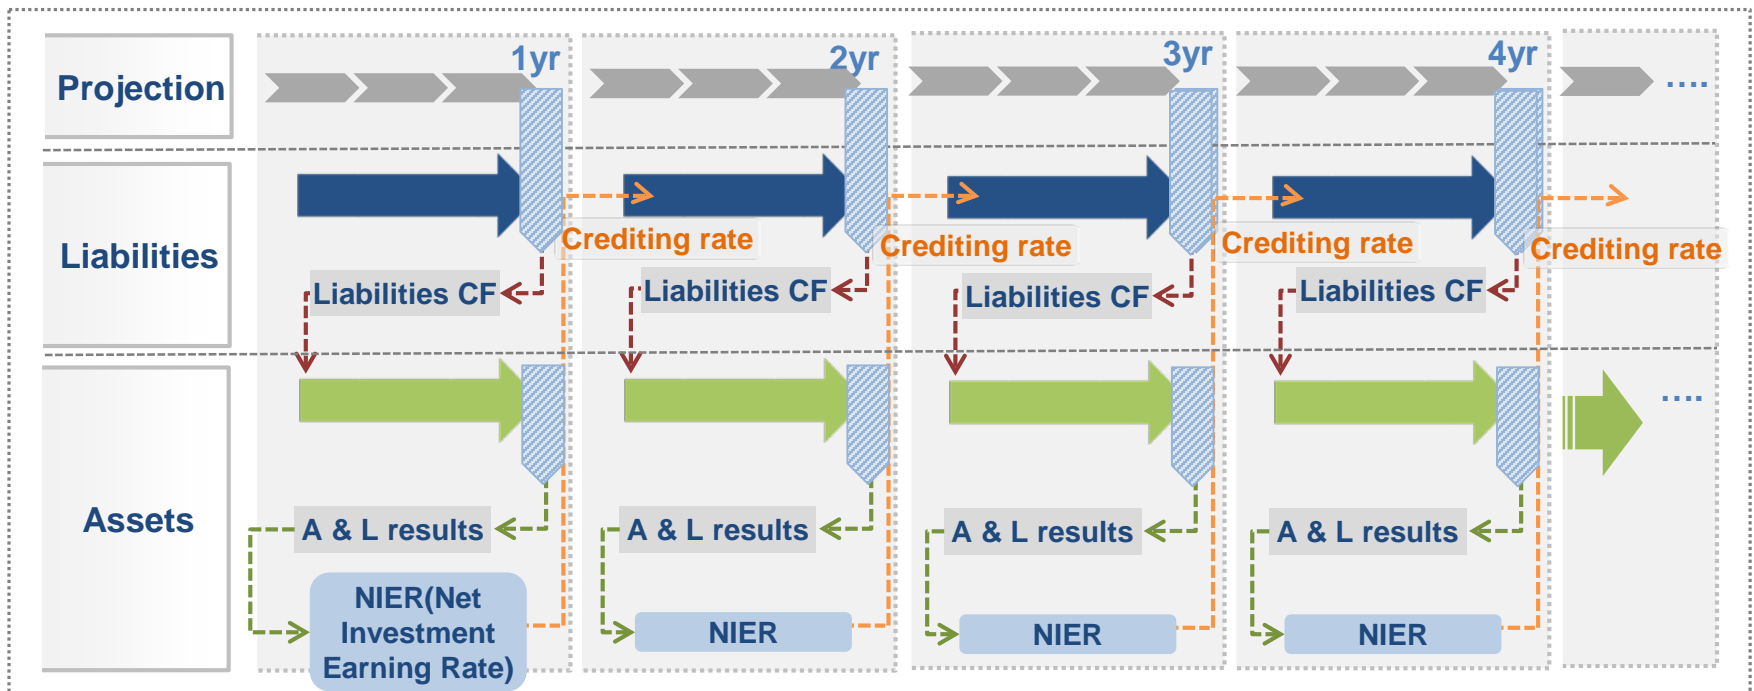 Projection
1yr
2yr
3yr
4yr
....
Liabilities
Crediting rate
Crediting rate
Crediting rate
Crediting rate
Liabilities CF
Liabilities CF
Liabilities CF
Liabilities CF
Assets
....
A & L results
A & L results
A & L results
A & L results
NIER(Net
Investment
Earning Rate)
NIER
NIER
NIER